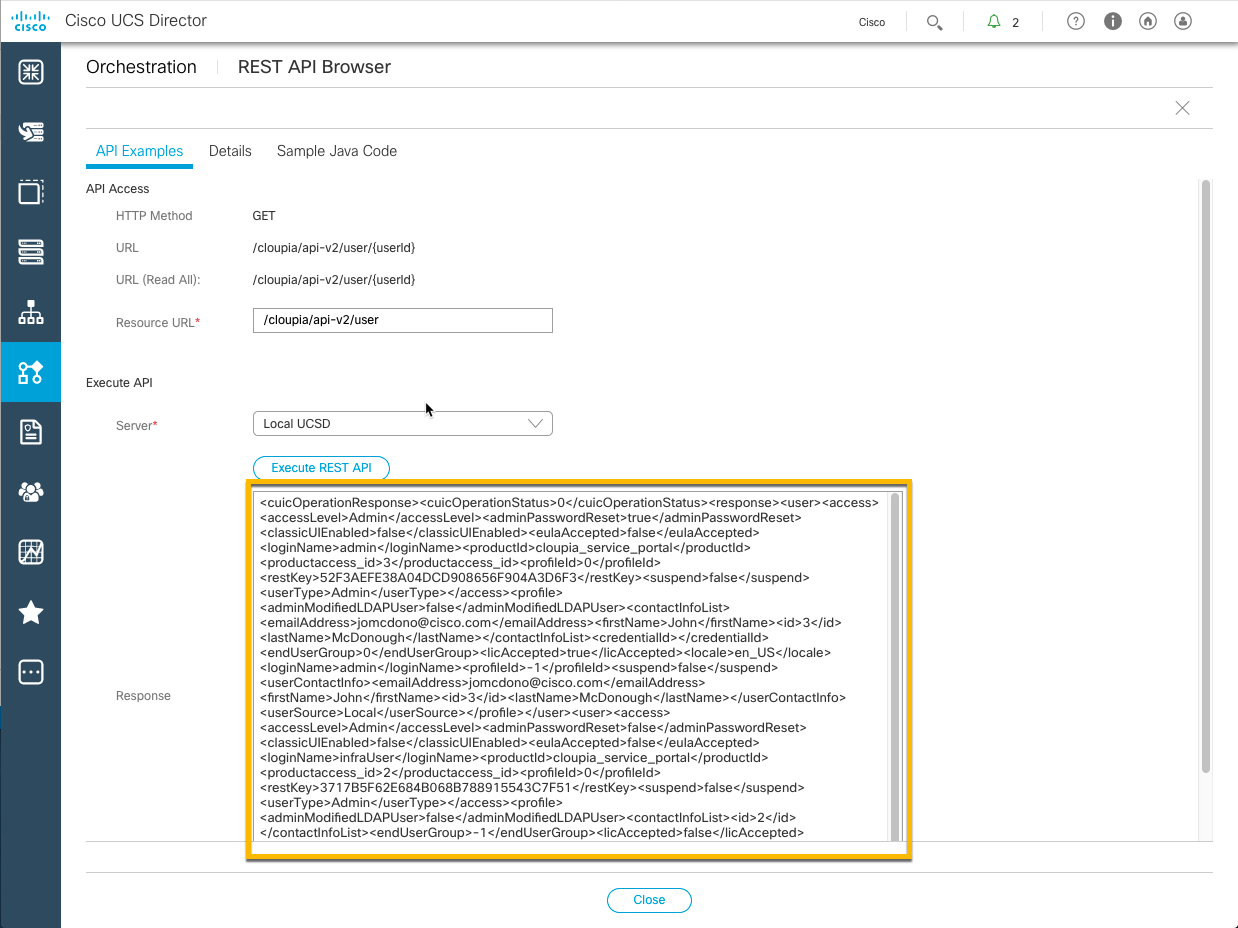 CISCO
Cisco UCS Director
Cisco
2
Orchestration
REST API Browser
API Examples
Details
Sample Java Code
API Access
HTTP Method
GET
URL
/cloupia/api-v2/user/{userId}
URL (Read All):
/cloupia/api-v2/user/{userId}
Resource URL*
/cloupia/api-v2/user
Execute API
Server*
Local UCSD
Execute REST API
Response
<cuicOperationResponse><cuicOperationStatus>0</cuicOperationStatus><response><user><access>
<accessLevel>Admin</accessLevel><adminPasswordReset>true</adminPasswordReset>
<classicUIEnabled>false</classicUIEnabled><eulaAccepted>false</eulaAccepted>
<loginName>admin</loginName><productId>cloupia_service_portal</productId>
<productaccess_id>3</productaccess_id><profileId>0</profileId>
<restKey>52F3AEFE38A04DCD908656F904A3D6F3</restKey><suspend>false</suspend>
<userType>Admin</userType></access><profile>
<adminModifiedLDAPUser>false</adminModifiedLDAPUser><contactInfoList>
<emailAddress>jomcdono@cisco.com</emailAddress><firstName>John</firstName><id>3</id>
<lastName>McDonough</lastName></contactInfoList><credentialId></credentialId>
<endUserGroup>0</endUserGroup><licAccepted>true</licAccepted><locale>en_US</locale>
<loginName>admin</loginName><profileId>-1</profileId><suspend>false</suspend>
<userContactInfo><emailAddress>jomcdono@cisco.com</emailAddress>
<firstName>John</firstName><id>3</id><lastName>McDonough</lastName></userContactInfo>
<userSource>Local</userSource></profile></user><user><access>
<accessLevel>Admin</accessLevel><adminPasswordReset>false</adminPasswordReset>
<classicUIEnabled>false</classicUIEnabled><eulaAccepted>false</eulaAccepted>
<loginName>infraUser</loginName><productId>cloupia_service_portal</productId>
<productaccess_id>2</productaccess_id><profileId>0</profileId>
<restKey>3717B5F62E684B068B788915543C7F51</restKey><suspend>false</suspend>
<userType>Admin</userType></access><profile>
<adminModifiedLDAPUser>false</adminModifiedLDAPUser><contactInfoList><id>2</id>
</contactInfoList><endUserGroup>-1</endUserGroup><licAccepted>false</licAccepted>
Close